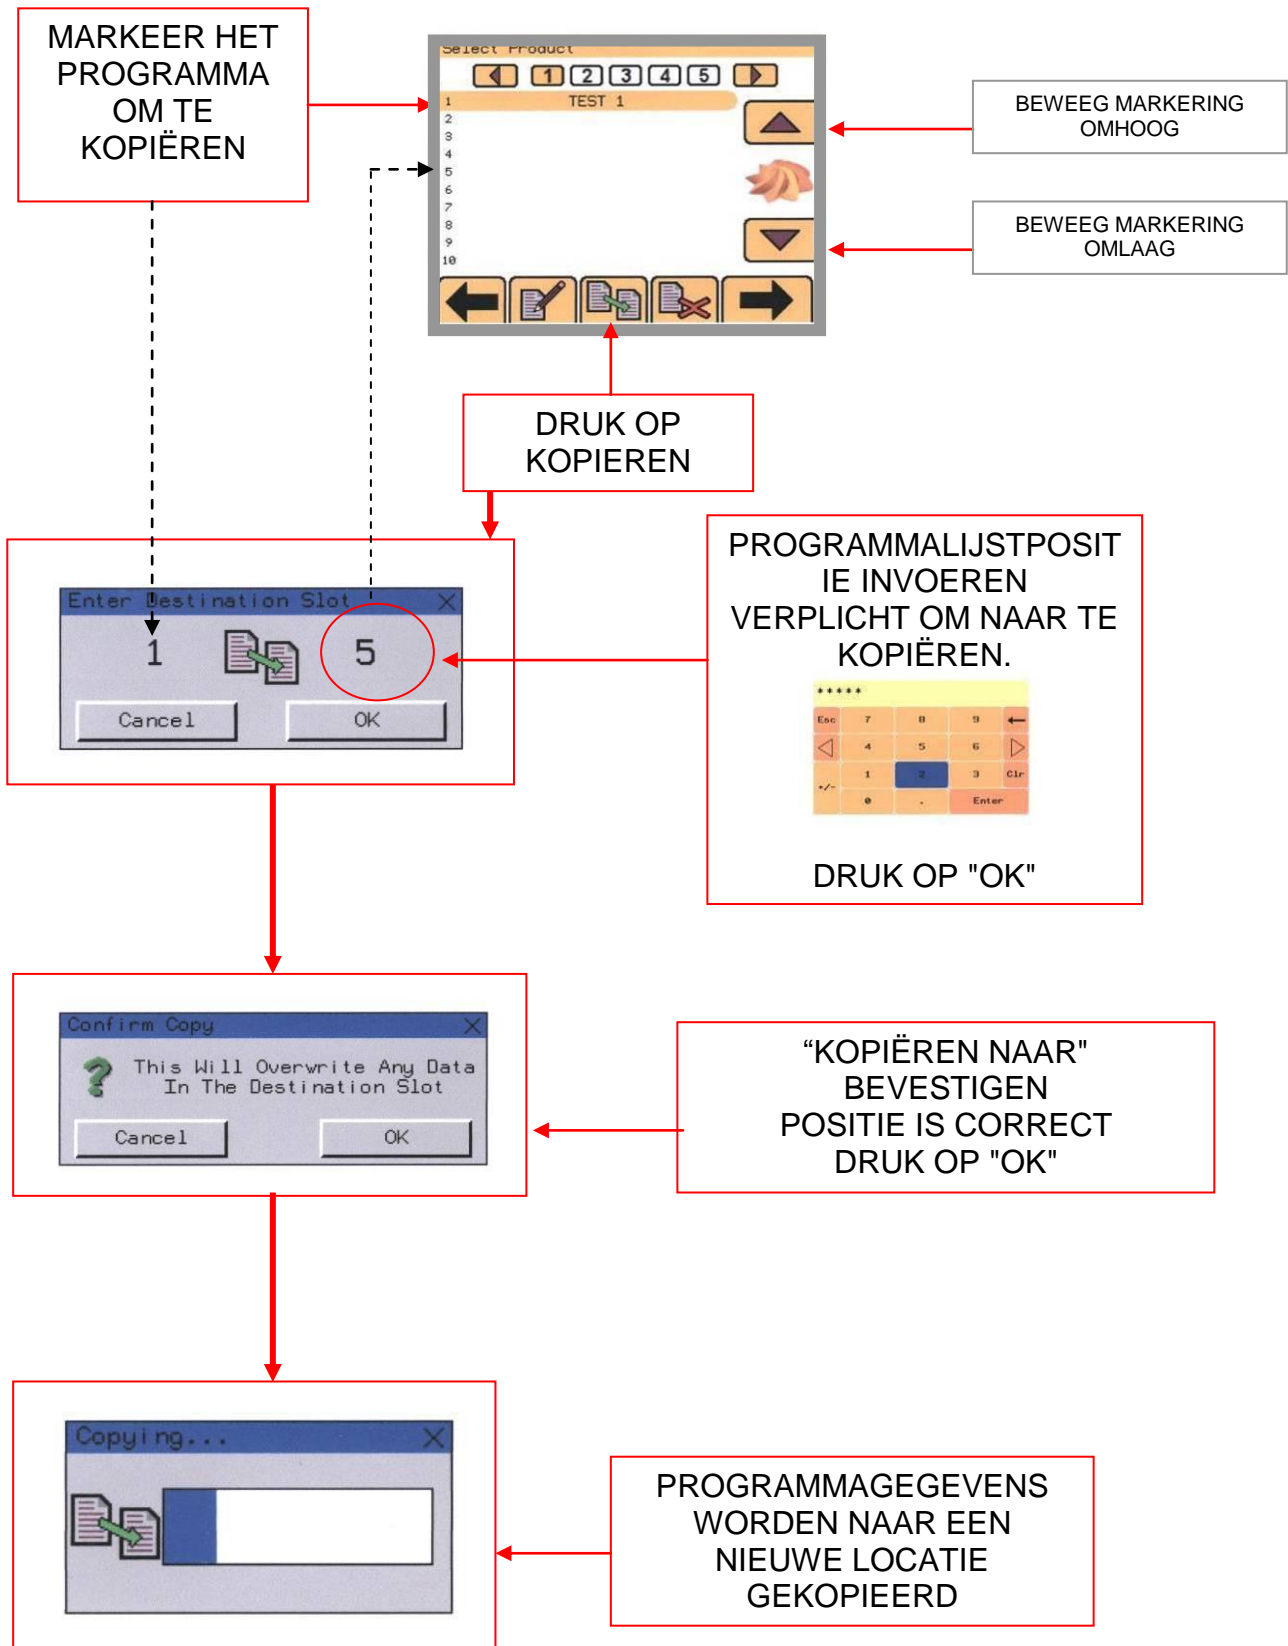 MARKEER HET
PROGRAMMA
OM TE
KOPIËREN
Select Product
1 2 3 4 5
1 TEST 1
2
3
4
5
6
7
8
9
10
BEWEEG MARKERING
OMHOOG
BEWEEG MARKERING
OMLAAG
DRUK OP
KOPIEREN
Enter Destination Slot X
1 5
Cancel OK
PROGRAMMALIJSTPOSIT
IE INVOEREN
VERPLICHT OM NAAR TE
KOPIËREN.
*****
Esc 7 8 9
4 5 6
+/- 1 2 3 Clr
0 . Enter
DRUK OP "OK"
Confirm Copy X
? This Will Overwrite Any Data
In The Destination Slot
Cancel OK
“KOPIËREN NAAR"
BEVESTIGEN
POSITIE IS CORRECT
DRUK OP "OK"
Copying... X
PROGRAMMAGEGEVENS
WORDEN NAAR EEN
NIEUWE LOCATIE
GEKOPIEERD